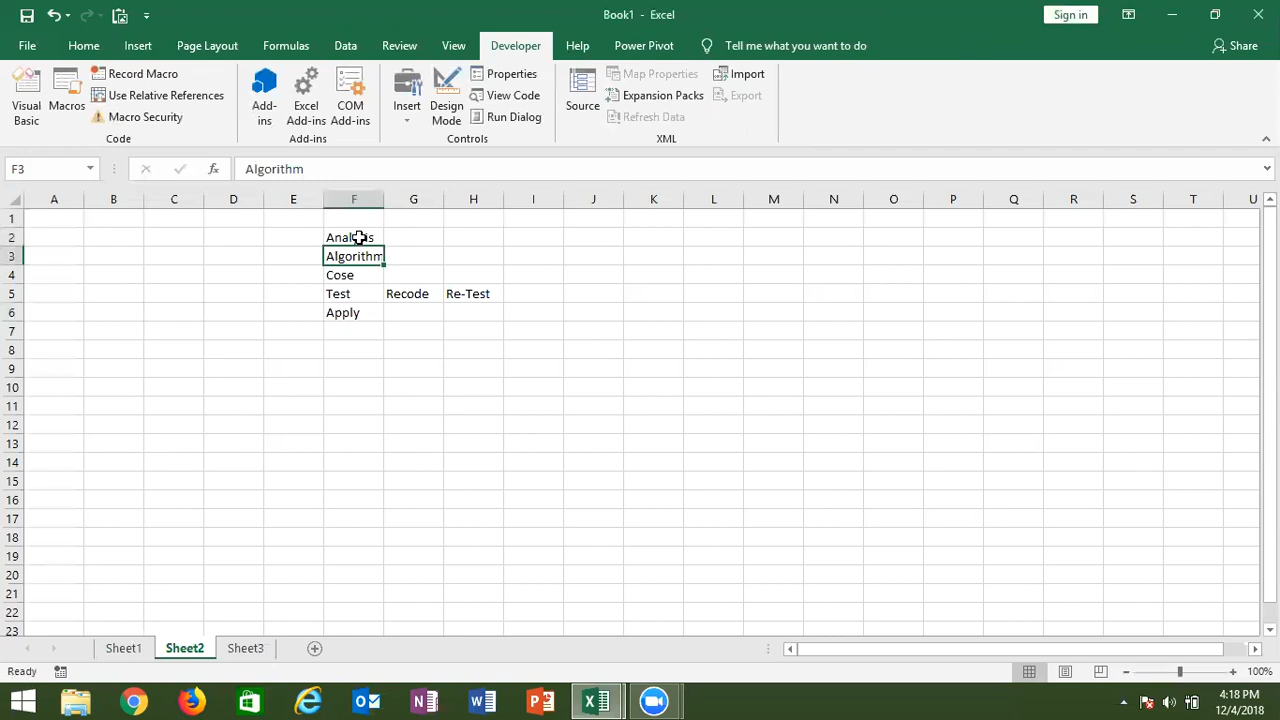 Book1 - Excel
Sign in
File Home Insert Page Layout Formulas Data Review View Developer Help Power Pivot Tell me what you want to do Share
Visual Basic
Macros
Record Macro
Use Relative References
Macro Security
Code
Add-ins
Excel Add-ins
COM Add-ins
Add-ins
Insert
Design Mode
Properties
View Code
Run Dialog
Controls
Source
Map Properties
Expansion Packs
Refresh Data
Import
Export
XML
F3
fx
Algorithm
A B C D E F G H I J K L M N O P Q R S T U
1
2 Analysis
3 Algorithm
4 Cose
5 Test Recode Re-Test
6 Apply
7
8
9
10
11
12
13
14
15
16
17
18
19
20
21
22
23
Sheet1 Sheet2 Sheet3
Ready
100%
4:18 PM
12/4/2018